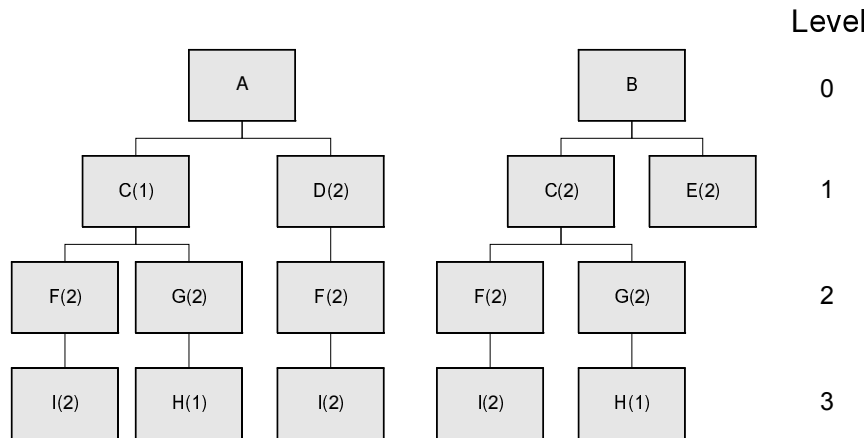 Level
A
B
0
C(1)
D(2)
C(2)
E(2)
1
F(2)
G(2)
F(2)
F(2)
G(2)
2
I(2)
H(1)
I(2)
I(2)
H(1)
3